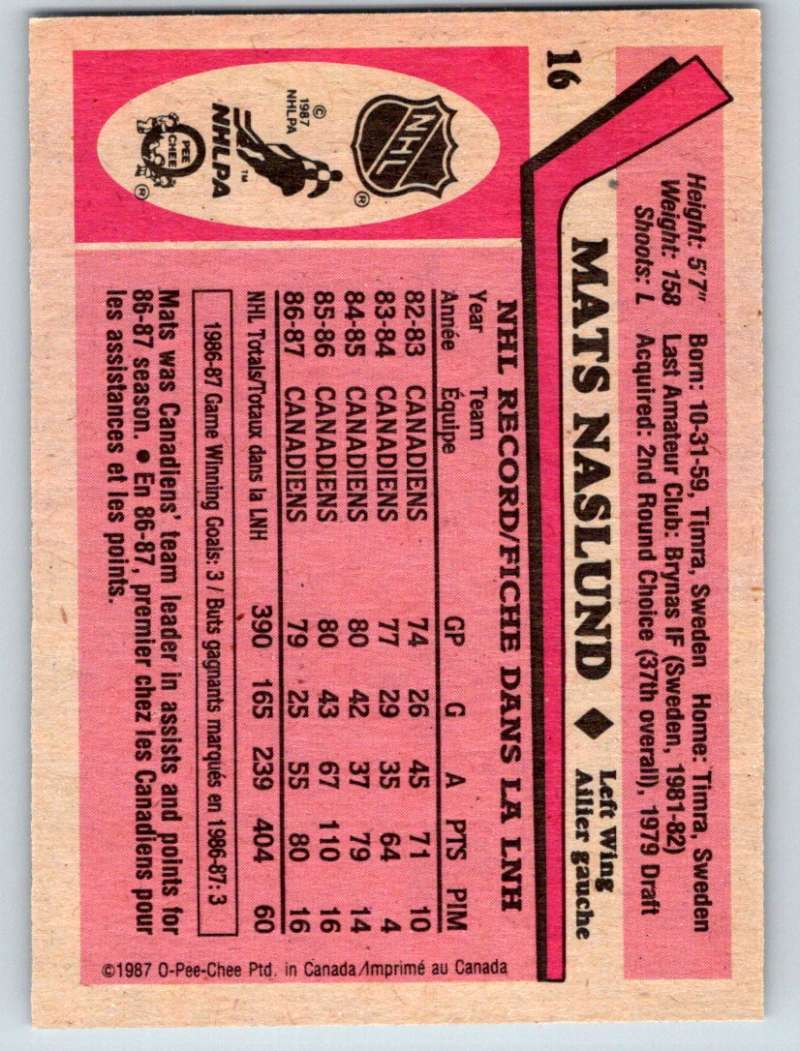 16
Height: 5'7" Born: 10-31-59, Timra, Sweden Home: Timra, Sweden
Weight: 158 Last Amateur Club: Brynas IF (Sweden, 1981-82)
Shoots: L Acquired: 2nd Round Choice (37th overall), 1979 Draft
MATS NASLUND ◆ Left Wing
Ailier gauche
NHL
®
© 1987
NHLPA
NHLPA™
O PEE CHEE
®
NHL RECORD/FICHE DANS LA LNH
Year Team
Année Équipe GP G A PTS PIM
82-83 CANADIENS 74 26 45 71 10
83-84 CANADIENS 77 29 35 64 4
84-85 CANADIENS 80 42 37 79 14
85-86 CANADIENS 80 43 67 110 16
86-87 CANADIENS 79 25 55 80 16
NHL Totals/Totaux dans la LNH 390 165 239 404 60
1986-87 Game Winning Goals: 3 / Buts gagnants marqués en 1986-87: 3
Mats was Canadiens' team leader in assists and points for
86-87 season. • En 86-87, premier chez les Canadiens pour
les assistances et les points.
©1987 O-Pee-Chee Ptd. in Canada/Imprimé au Canada